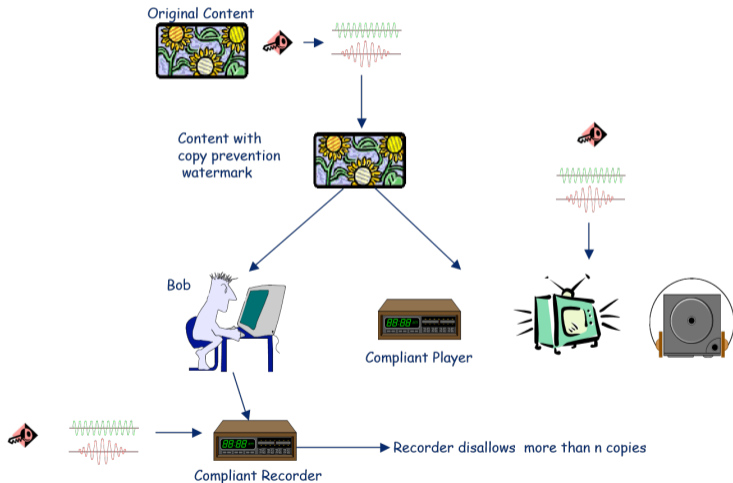 Original Content
Content with
copy prevention
watermark
Bob
Compliant Player
Recorder disallows more than n copies
Compliant Recorder